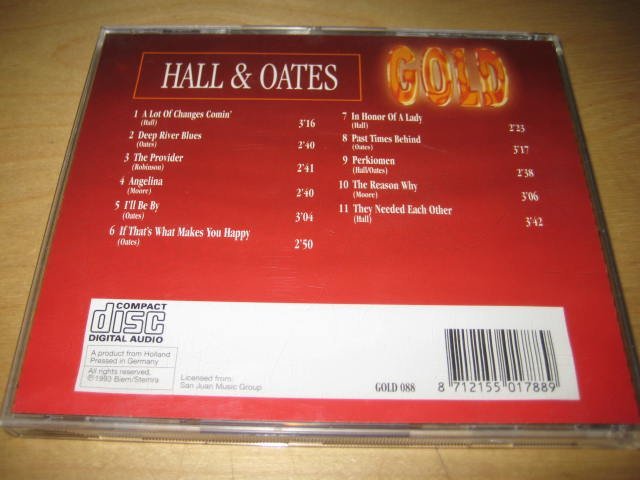 HALL & OATES
GOLD
1 A Lot Of Changes Comin' 3'16
(Hall)
2 Deep River Blues 2'40
(Oates)
3 The Provider 2'41
(Robinson)
4 Angelina 2'40
(Moore)
5 I'll Be By 3'04
(Oates)
6 If That's What Makes You Happy 2'50
(Oates)
7 In Honor Of A Lady 2'23
(Hall)
8 Past Times Behind 3'17
(Oates)
9 Perkiomen 2'38
(Hall/Oates)
10 The Reason Why 3'06
(Moore)
11 They Needed Each Other 3'42
(Hall)
COMPACT
disc
DIGITAL AUDIO
A product from Holland
Pressed in Germany
All rights reserved.
℗1993 Biem/Stemra
Licensed from:
San Juan Music Group
GOLD 088
8 712155 017889